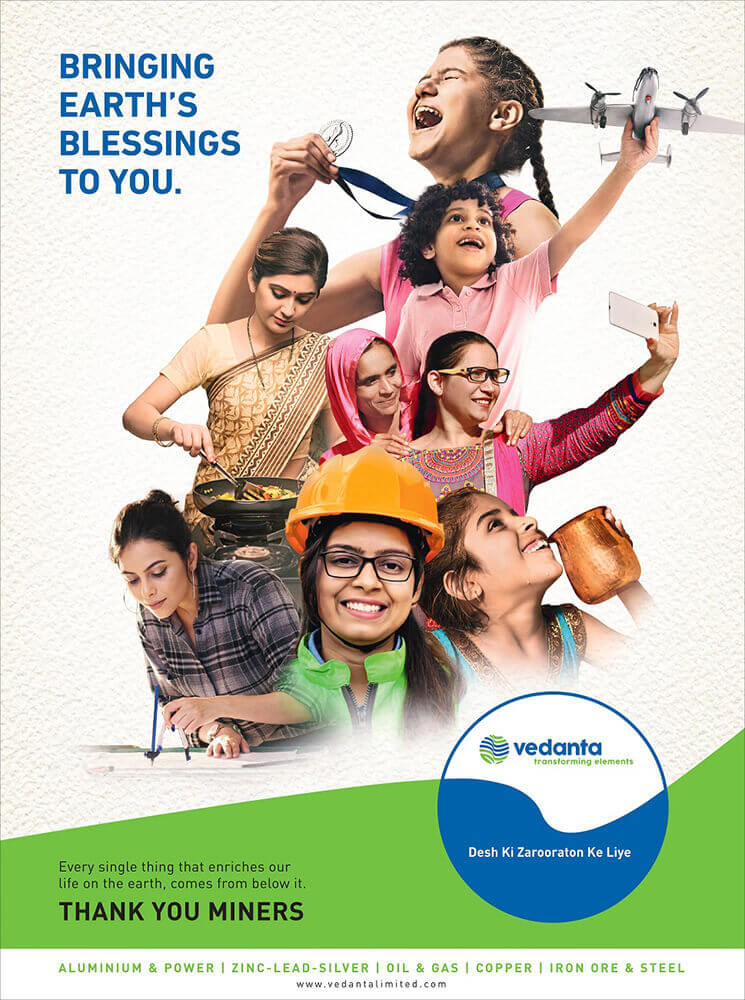 BRINGING
EARTH'S
BLESSINGS
TO YOU.
vedanta
transforming elements
Desh Ki Zarooraton Ke Liye
Every single thing that enriches our
life on the earth, comes from below it.
THANK YOU MINERS
ALUMINIUM & POWER | ZINC-LEAD-SILVER | OIL & GAS | COPPER | IRON ORE & STEEL
www.vedantalimited.com